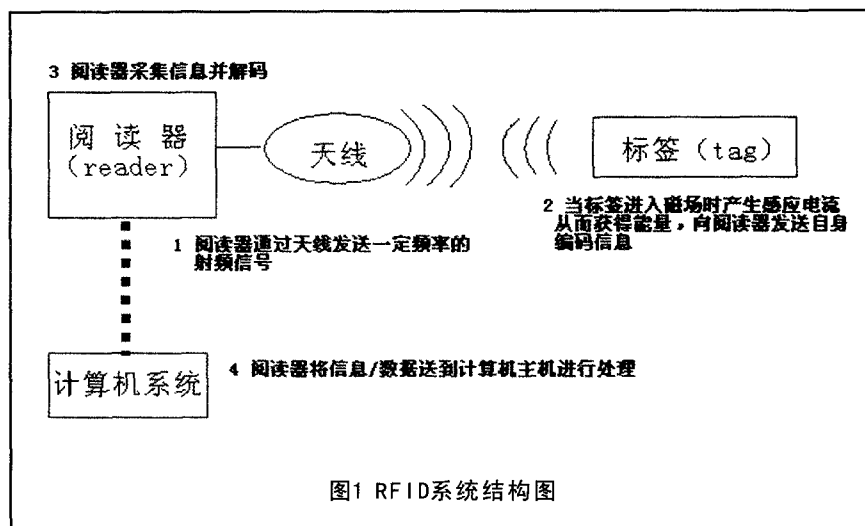 3 阅读器采集信息并解码
阅 读 器
（reader）
天线
标签（tag）
2 当标签进入磁场时产生感应电流
从而获得能量，向阅读器发送自身
编码信息
1 阅读器通过天线发送一定频率的
射频信号
计算机系统
4 阅读器将信息/数据送到计算机主机进行处理
图1 RFID系统结构图